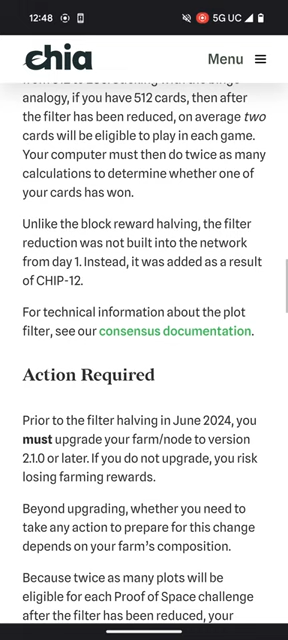 12:48
5G UC
chia
Menu
analogy, if you have 512 cards, then after
the filter has been reduced, on average two
cards will be eligible to play in each game.
Your computer must then do twice as many
calculations to determine whether one of
your cards has won.
Unlike the block reward halving, the filter
reduction was not built into the network
from day 1. Instead, it was added as a result
of CHIP-12.
For technical information about the plot
filter, see our consensus documentation.
Action Required
Prior to the filter halving in June 2024, you
must upgrade your farm/node to version
2.1.0 or later. If you do not upgrade, you risk
losing farming rewards.
Beyond upgrading, whether you need to
take any action to prepare for this change
depends on your farm's composition.
Because twice as many plots will be
eligible for each Proof of Space challenge
after the filter has been reduced, your